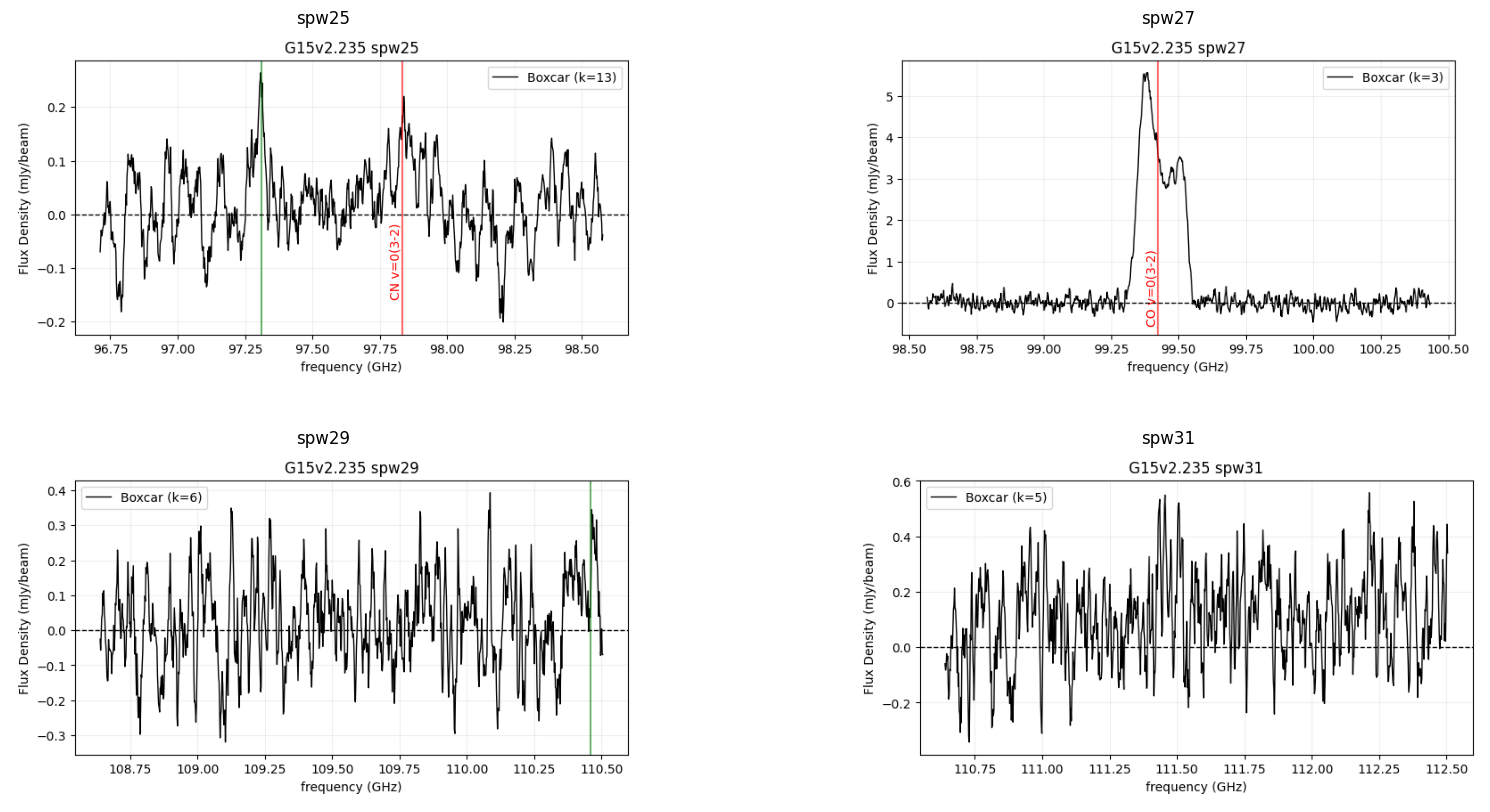 spw25
G15v2.235 spw25
Boxcar (k=13)
CN v=0(3-2)
Flux Density (mJy/beam)
0.2
0.1
0.0
−0.1
−0.2
96.75 97.00 97.25 97.50 97.75 98.00 98.25 98.50
frequency (GHz)
spw27
G15v2.235 spw27
Boxcar (k=3)
CO v=0(3-2)
Flux Density (mJy/beam)
5
4
3
2
1
0
98.50 98.75 99.00 99.25 99.50 99.75 100.00 100.25 100.50
frequency (GHz)
spw29
G15v2.235 spw29
Boxcar (k=6)
Flux Density (mJy/beam)
0.4
0.3
0.2
0.1
0.0
−0.1
−0.2
−0.3
108.75 109.00 109.25 109.50 109.75 110.00 110.25 110.50
frequency (GHz)
spw31
G15v2.235 spw31
Boxcar (k=5)
Flux Density (mJy/beam)
0.6
0.4
0.2
0.0
−0.2
110.75 111.00 111.25 111.50 111.75 112.00 112.25 112.50
frequency (GHz)